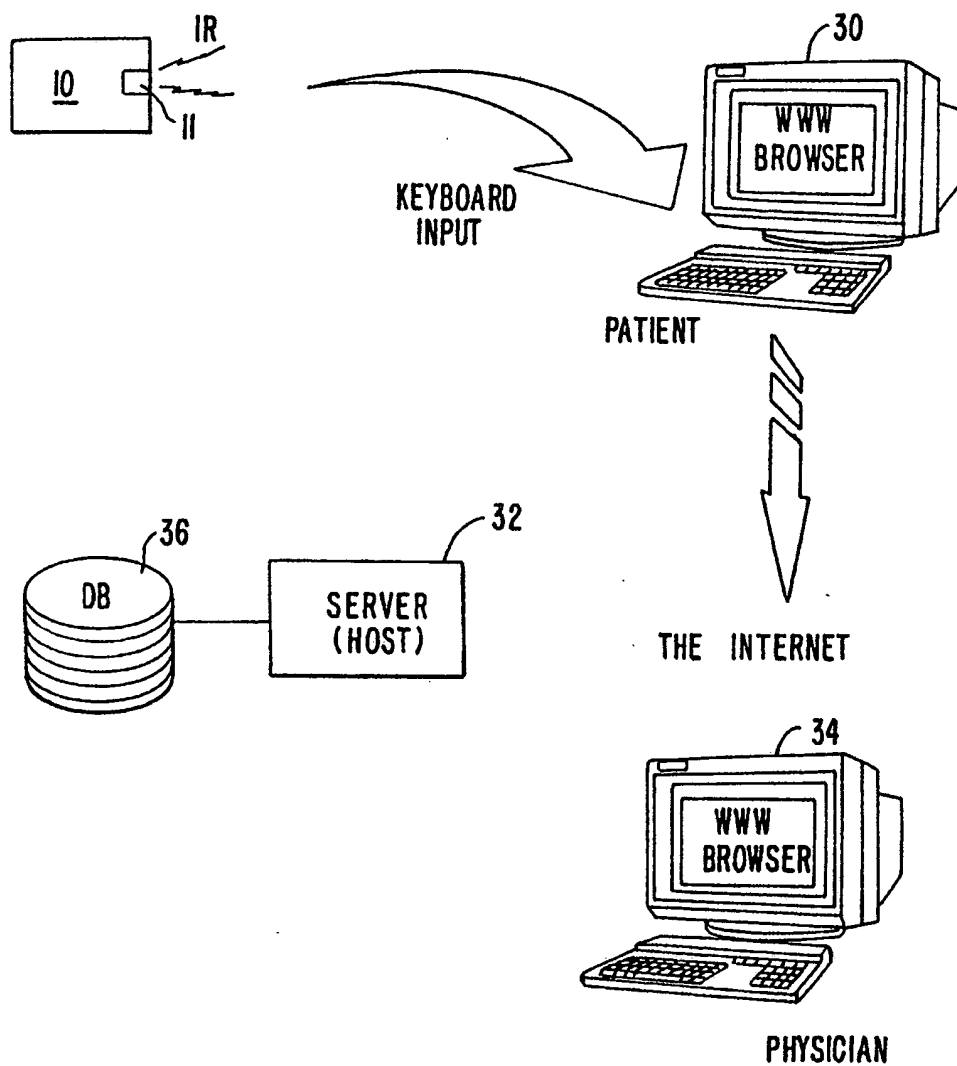 IR
30
10
11
WWW
BROWSER
KEYBOARD
INPUT
PATIENT
36
32
DB
SERVER
(HOST)
THE INTERNET
34
WWW
BROWSER
PHYSICIAN